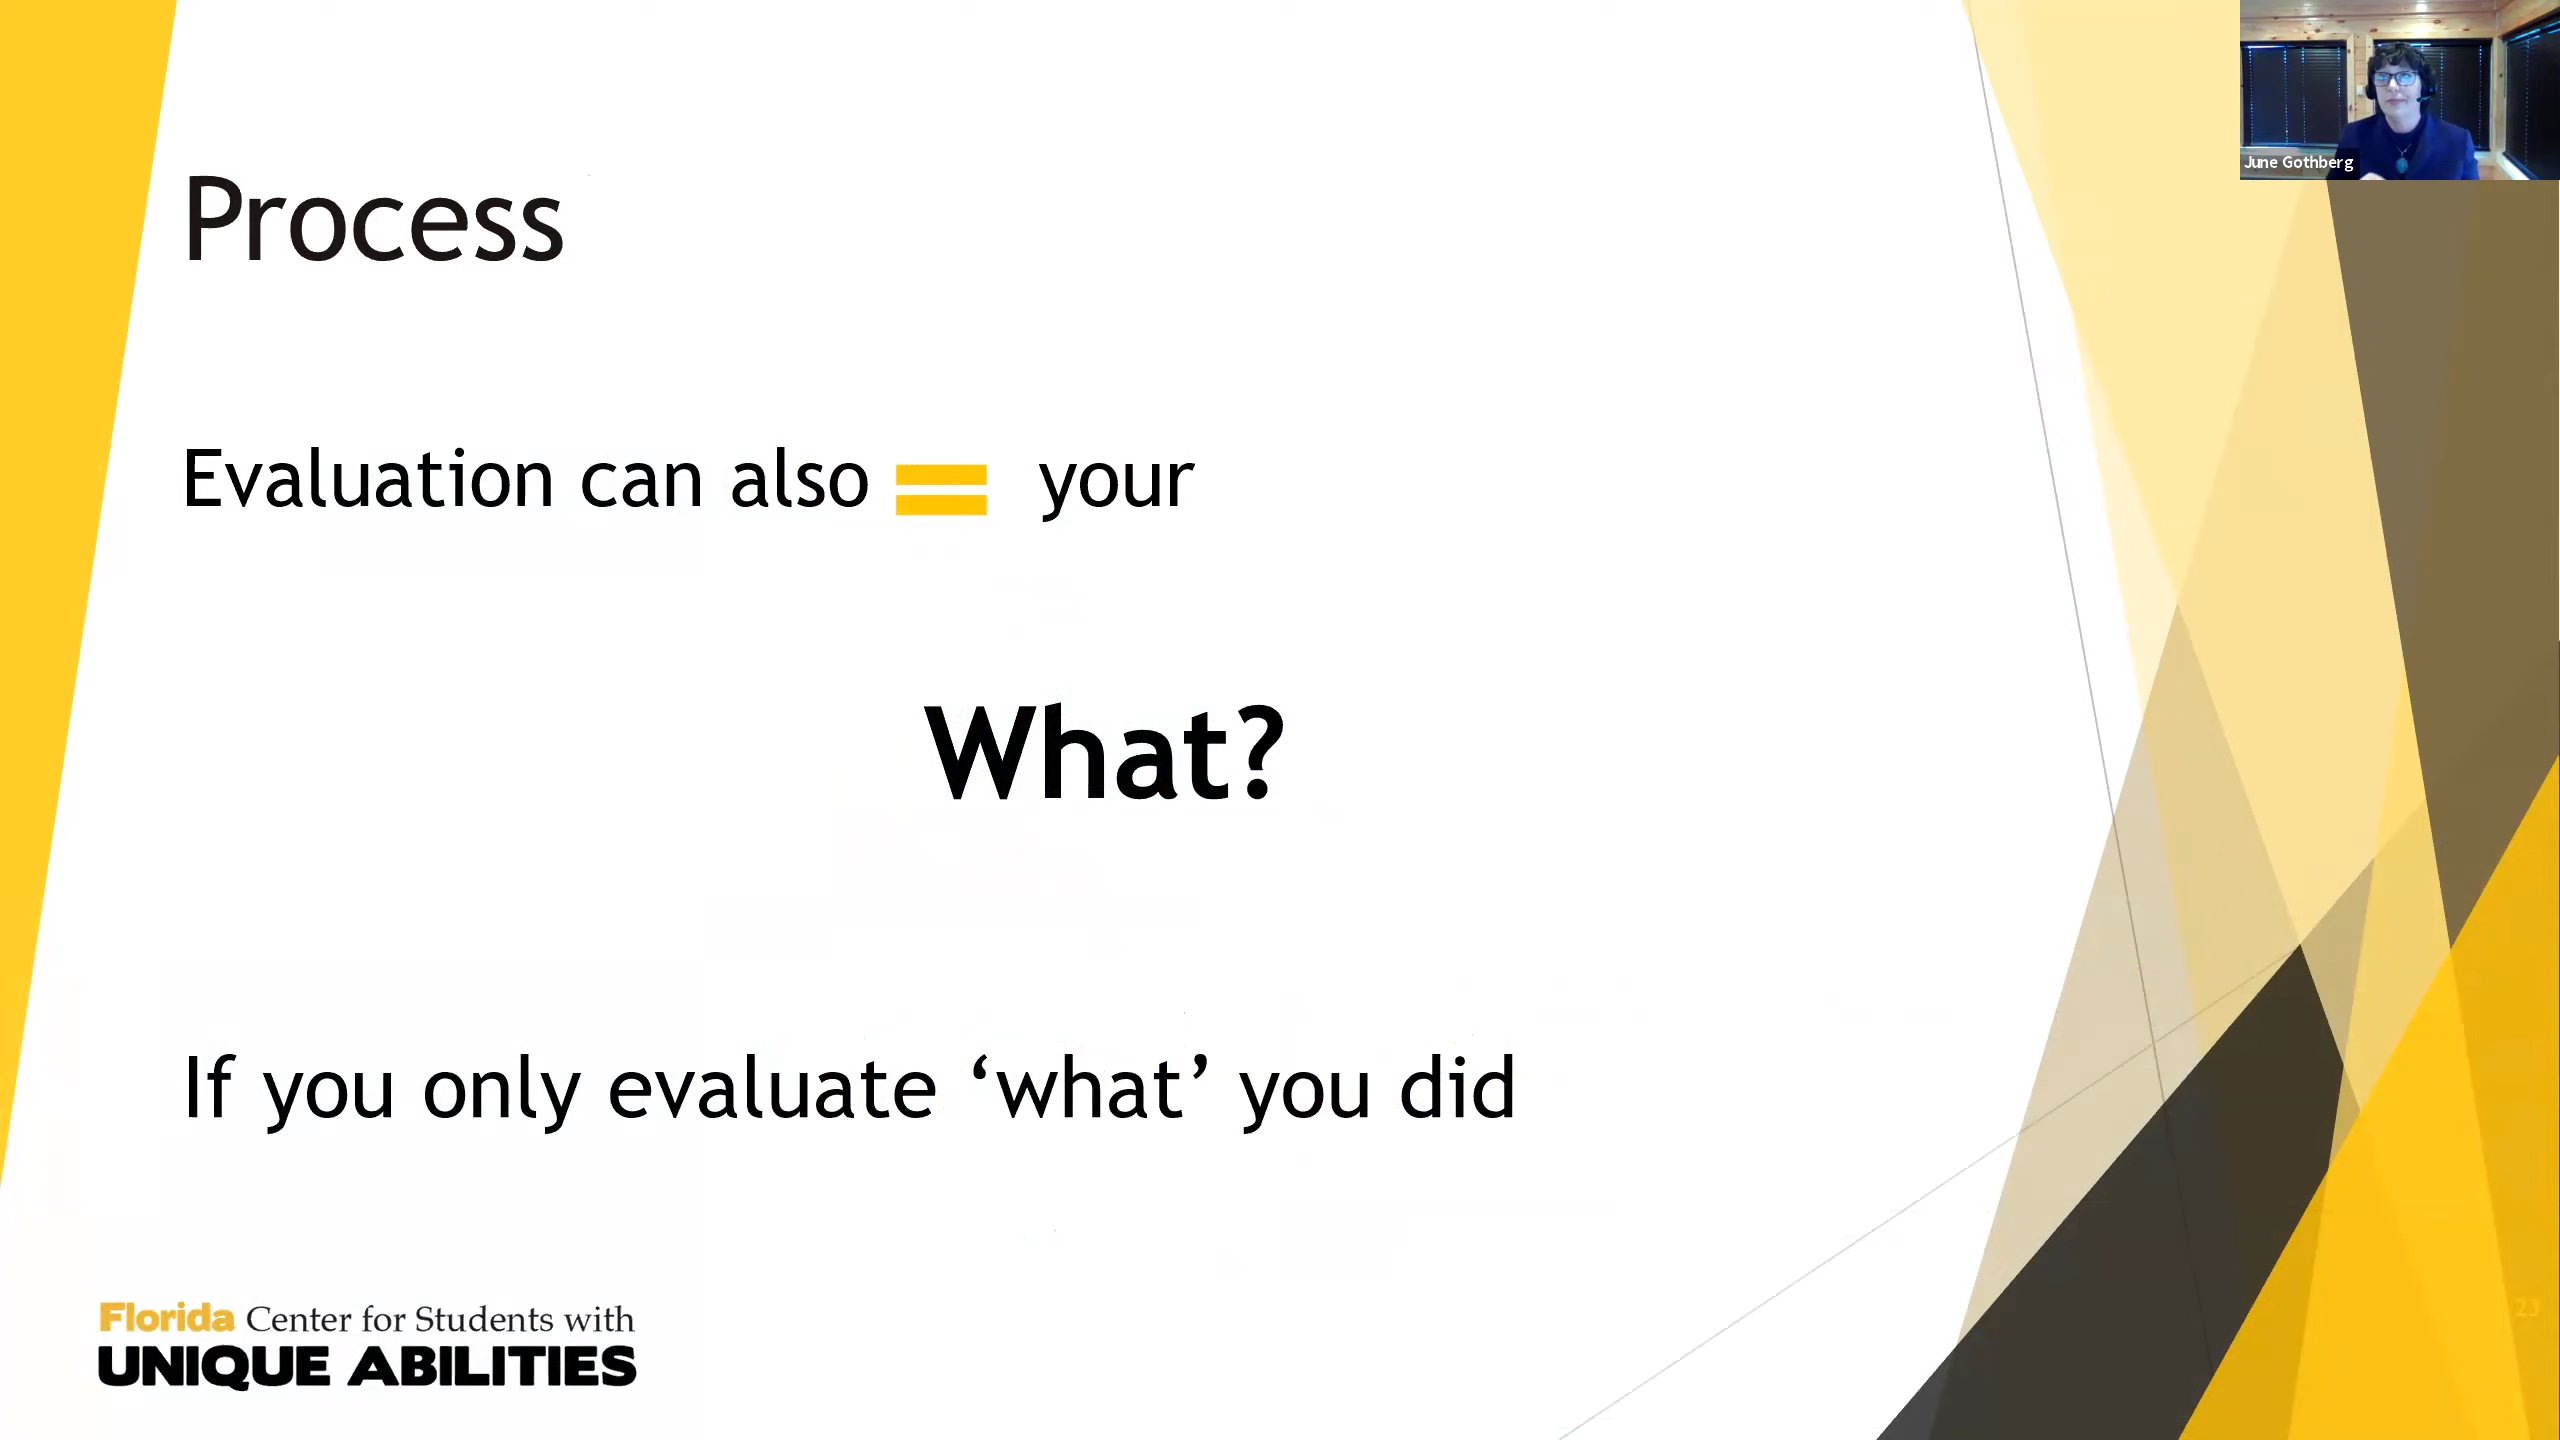 June Gothberg
Process
Evaluation can also = your
What?
If you only evaluate ‘what’ you did
Florida Center for Students with
UNIQUE ABILITIES
23